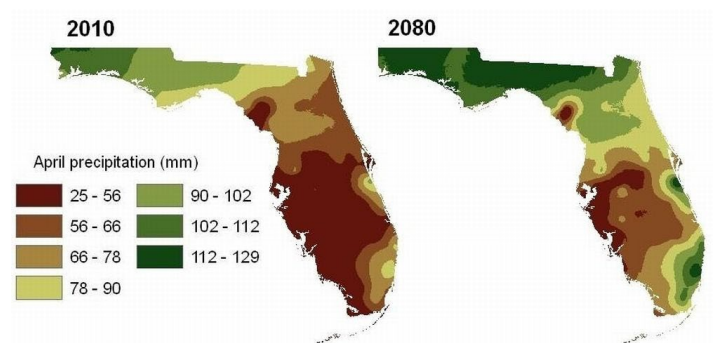 2010
2080
April precipitation (mm)
25 - 56
90 - 102
56 - 66
102 - 112
66 - 78
112 - 129
78 - 90